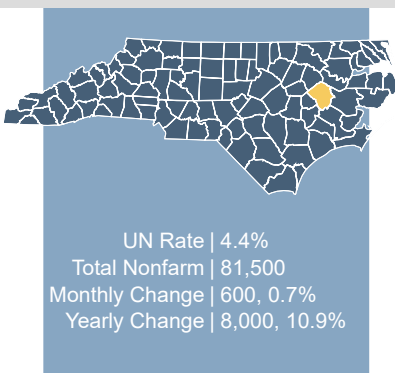 UN Rate | 4.4%
Total Nonfarm | 81,500
Monthly Change | 600, 0.7%
Yearly Change | 8,000, 10.9%